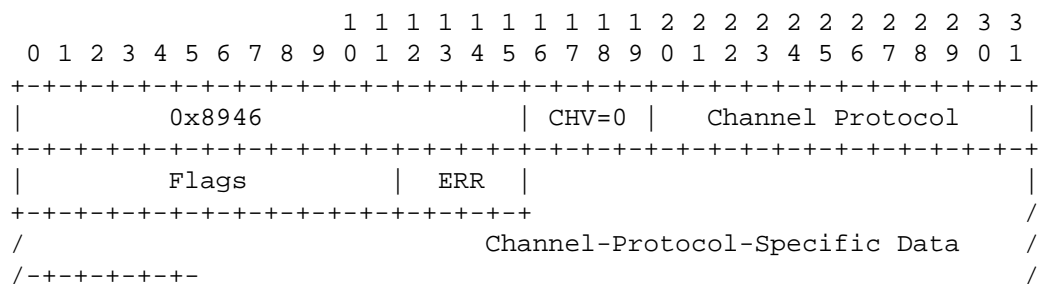 1 1 1 1 1 1 1 1 1 1 2 2 2 2 2 2 2 2 2 2 3 3
 0 1 2 3 4 5 6 7 8 9 0 1 2 3 4 5 6 7 8 9 0 1 2 3 4 5 6 7 8 9 0 1
+-+-+-+-+-+-+-+-+-+-+-+-+-+-+-+-+-+-+-+-+-+-+-+-+-+-+-+-+-+-+-+-+
|         0x8946                | CHV=0 |   Channel Protocol    |
+-+-+-+-+-+-+-+-+-+-+-+-+-+-+-+-+-+-+-+-+-+-+-+-+-+-+-+-+-+-+-+-+
|         Flags         |  ERR  |                               |
+-+-+-+-+-+-+-+-+-+-+-+-+-+-+-+-+                               /
/                             Channel-Protocol-Specific Data    /
/-+-+-+-+-+-                                                    /